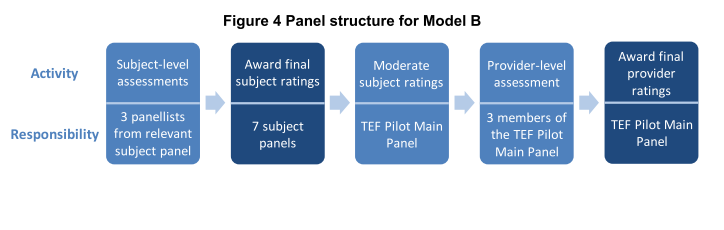 Figure 4 Panel structure for Model B
Activity
Subject-level
assessments
Award final
subject ratings
Moderate
subject ratings
Provider-level
assessment
Award final
provider
ratings
Responsibility
3 panellists
from relevant
subject panel
7 subject
panels
TEF Pilot Main
Panel
3 members of
the TEF Pilot
Main Panel
TEF Pilot Main
Panel